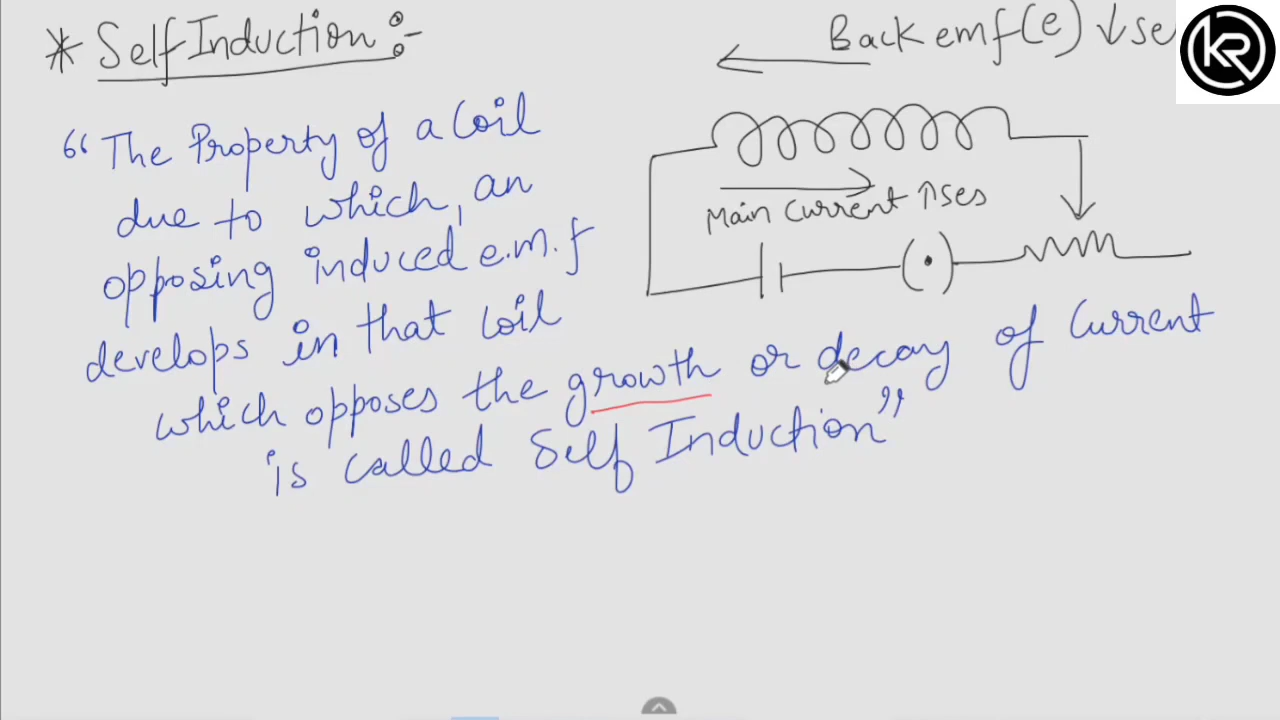 * Self Induction :-
Back emf(e) ↓se
KR
"The Property of a Coil
due to which, an
opposing induced e.m.f
develops in that Coil
which opposes the growth or decay of Current
is called Self Induction"
Main Current ↑ses